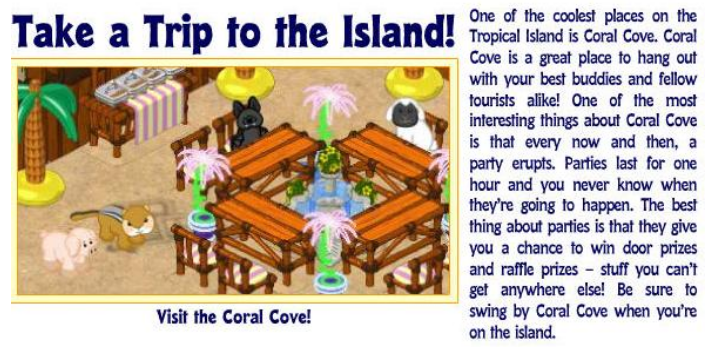 Take a Trip to the Island!
Visit the Coral Cove!
One of the coolest places on the
Tropical Island is Coral Cove. Coral
Cove is a great place to hang out
with your best buddies and fellow
tourists alike! One of the most
interesting things about Coral Cove
is that every now and then, a
party erupts. Parties last for one
hour and you never know when
they're going to happen. The best
thing about parties is that they give
you a chance to win door prizes
and raffle prizes – stuff you can't
get anywhere else! Be sure to
swing by Coral Cove when you're
on the island.